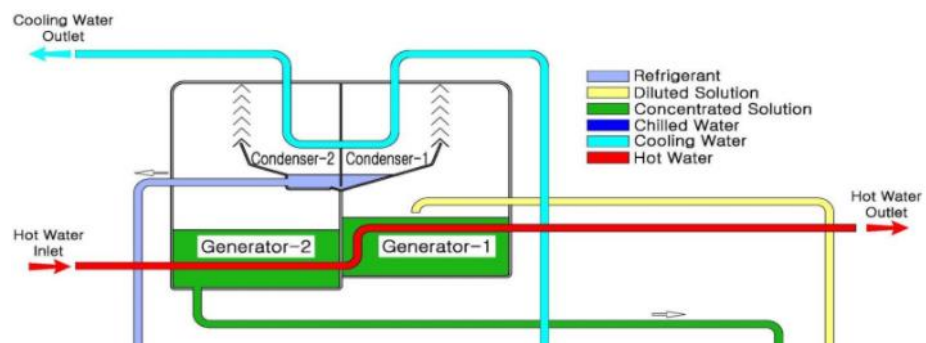 Cooling Water
Outlet
Refrigerant
Diluted Solution
Concentrated Solution
Chilled Water
Cooling Water
Hot Water
Condenser-2
Condenser-1
Hot Water
Outlet
Hot Water
Inlet
Generator-2
Generator-1